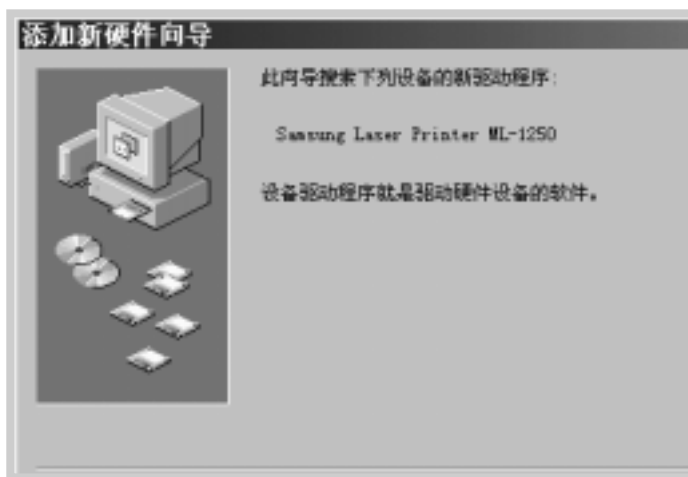 添加新硬件向导
此向导搜索下列设备的新驱动程序:
Samsung Laser Printer ML-1250
设备驱动程序就是驱动硬件设备的软件。